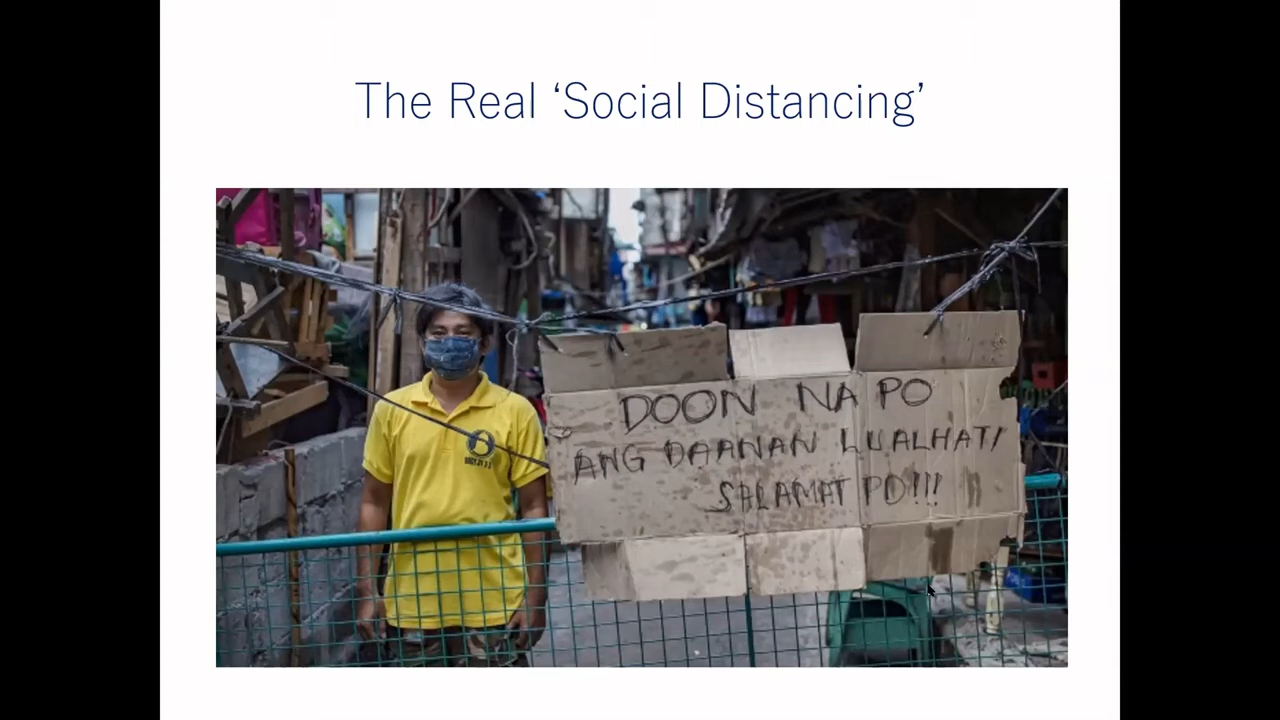 The Real ‘Social Distancing’
DOON NA PO
ANG DAANAN LUALHATI
SALAMAT PO!!!